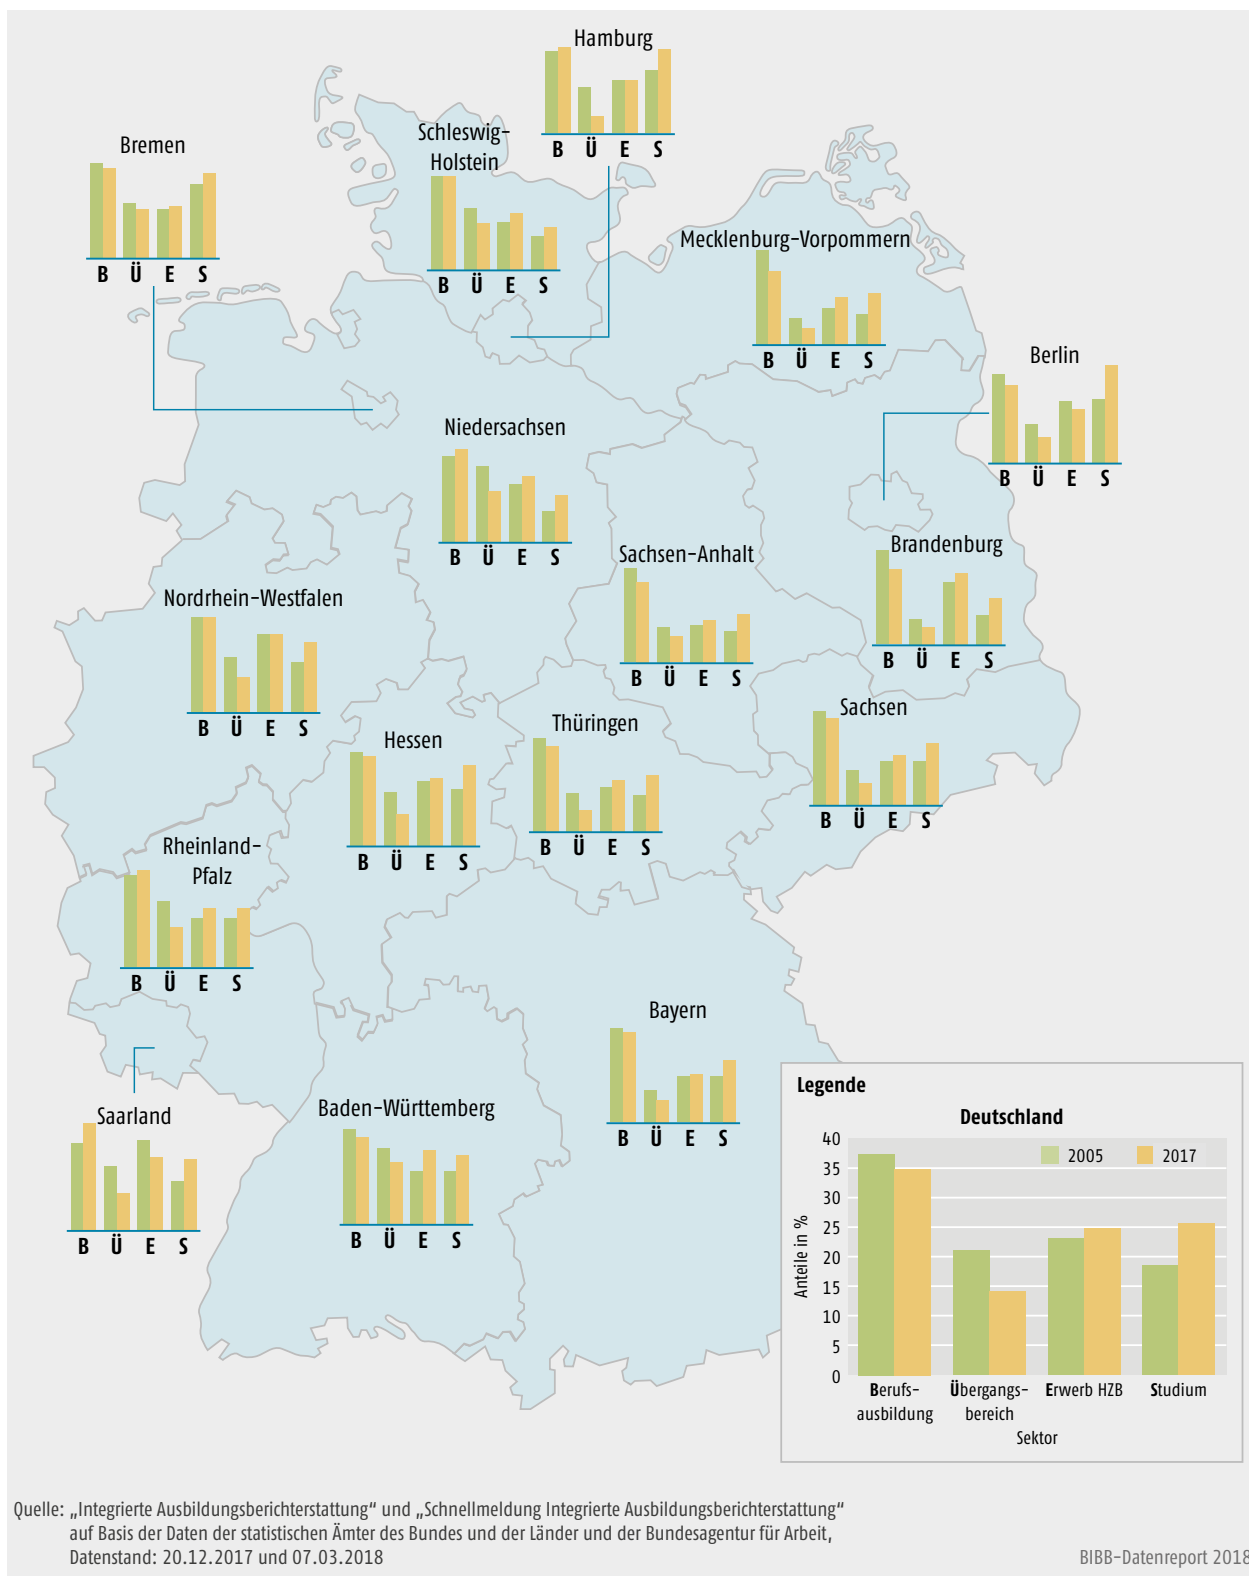 Hamburg
B Ü E S
Schleswig-
Holstein
B Ü E S
Bremen
B Ü E S
Mecklenburg-Vorpommern
B Ü E S
Berlin
B Ü E S
Niedersachsen
B Ü E S
Sachsen-Anhalt
B Ü E S
Brandenburg
B Ü E S
Nordrhein-Westfalen
B Ü E S
Hessen
B Ü E S
Thüringen
B Ü E S
Sachsen
B Ü E S
Rheinland-
Pfalz
B Ü E S
Saarland
B Ü E S
Baden-Württemberg
B Ü E S
Bayern
B Ü E S
Legende
Deutschland
2005 2017
Anteile in %
40
35
30
25
20
15
10
5
0
Berufs-
ausbildung
Übergangs-
bereich
Erwerb HZB
Studium
Sektor
Quelle: „Integrierte Ausbildungsberichterstattung“ und „Schnellmeldung Integrierte Ausbildungsberichterstattung“
auf Basis der Daten der statistischen Ämter des Bundes und der Länder und der Bundesagentur für Arbeit,
Datenstand: 20.12.2017 und 07.03.2018
BIBB-Datenreport 2018